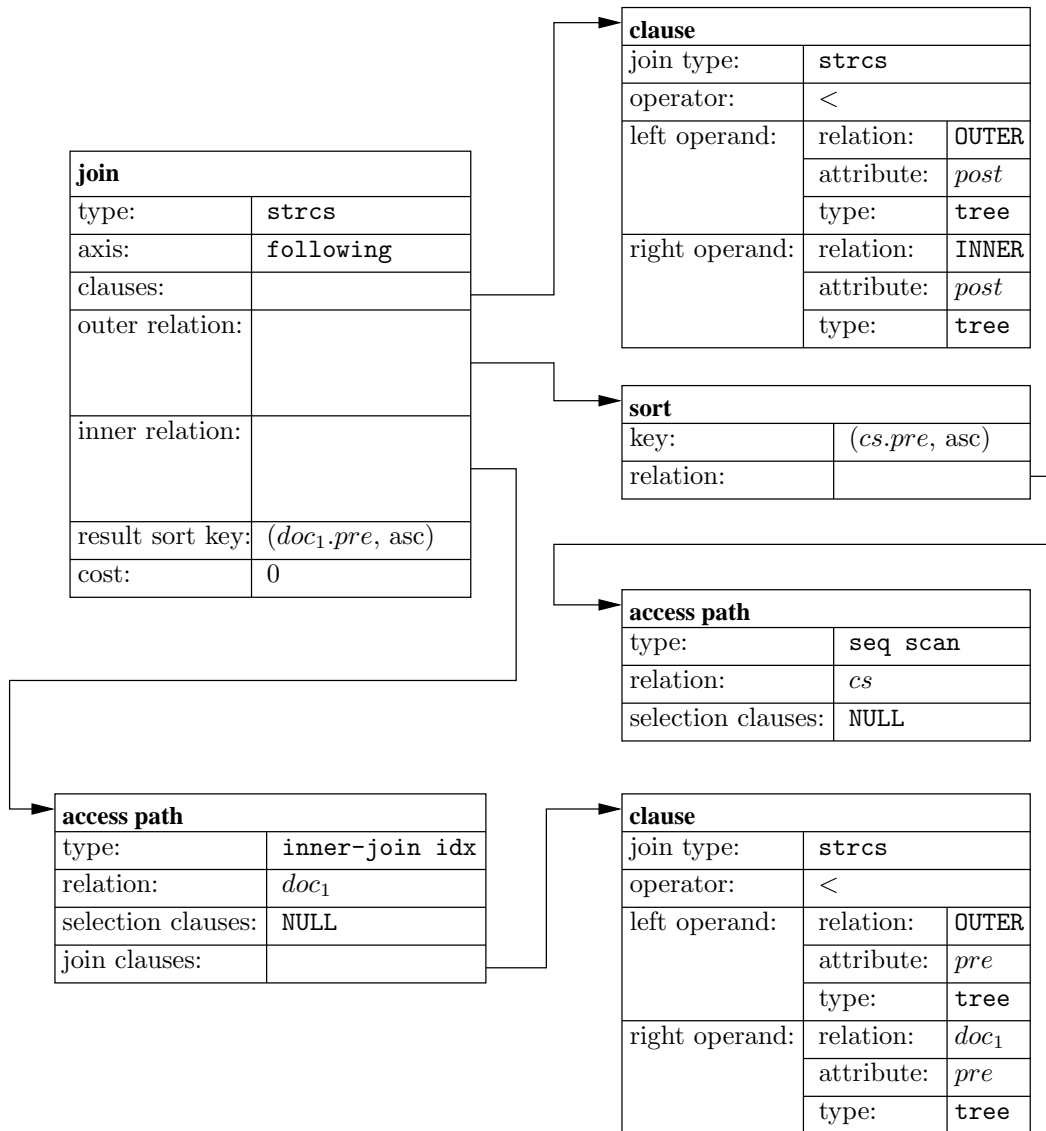 clause
join type: strcs
operator: <
left operand: relation: OUTER
attribute: post
type: tree
right operand: relation: INNER
attribute: post
type: tree
join
type: strcs
axis: following
clauses:
outer relation:
inner relation:
result sort key: (doc₁.pre, asc)
cost: 0
sort
key: (cs.pre, asc)
relation:
access path
type: seq scan
relation: cs
selection clauses: NULL
access path
type: inner-join idx
relation: doc₁
selection clauses: NULL
join clauses:
clause
join type: strcs
operator: <
left operand: relation: OUTER
attribute: pre
type: tree
right operand: relation: doc₁
attribute: pre
type: tree